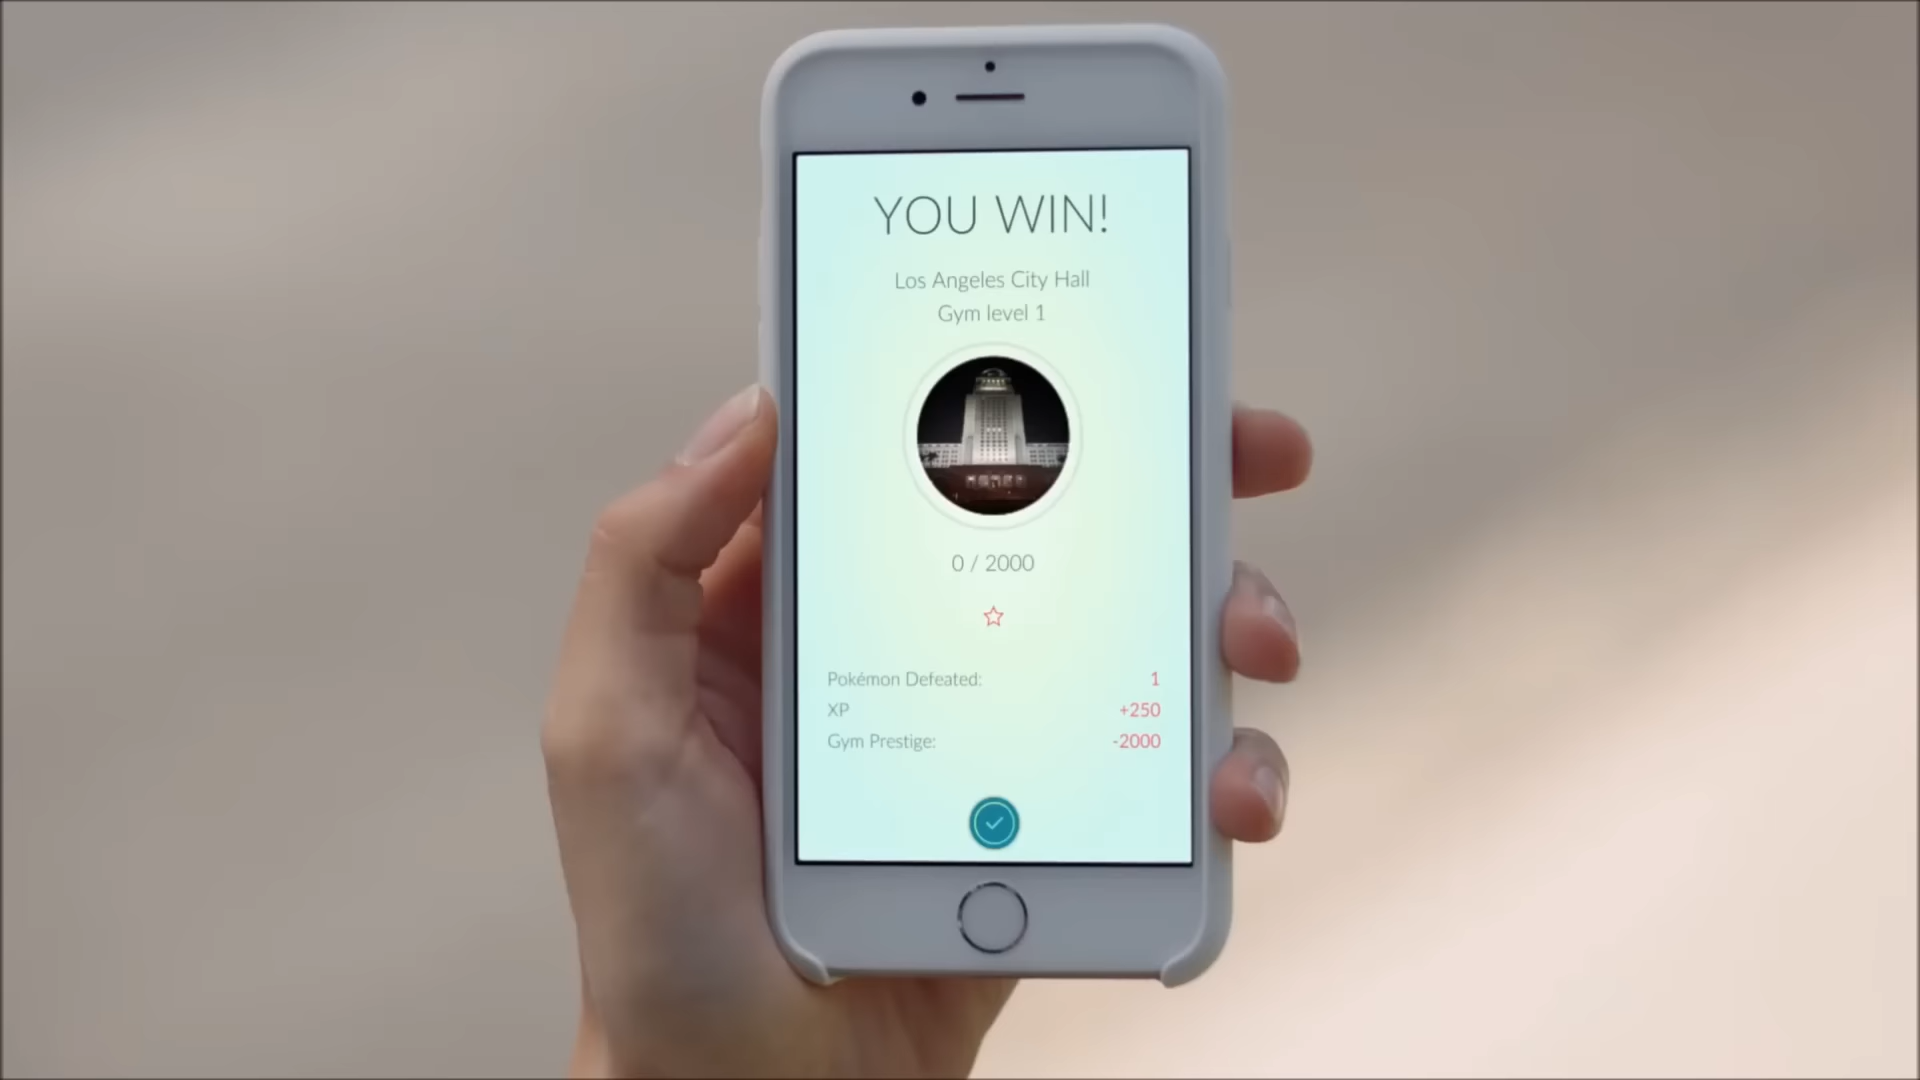 YOU WIN!
Los Angeles City Hall
Gym level 1
0 / 2000
Pokémon Defeated: 1
XP +250
Gym Prestige: -2000